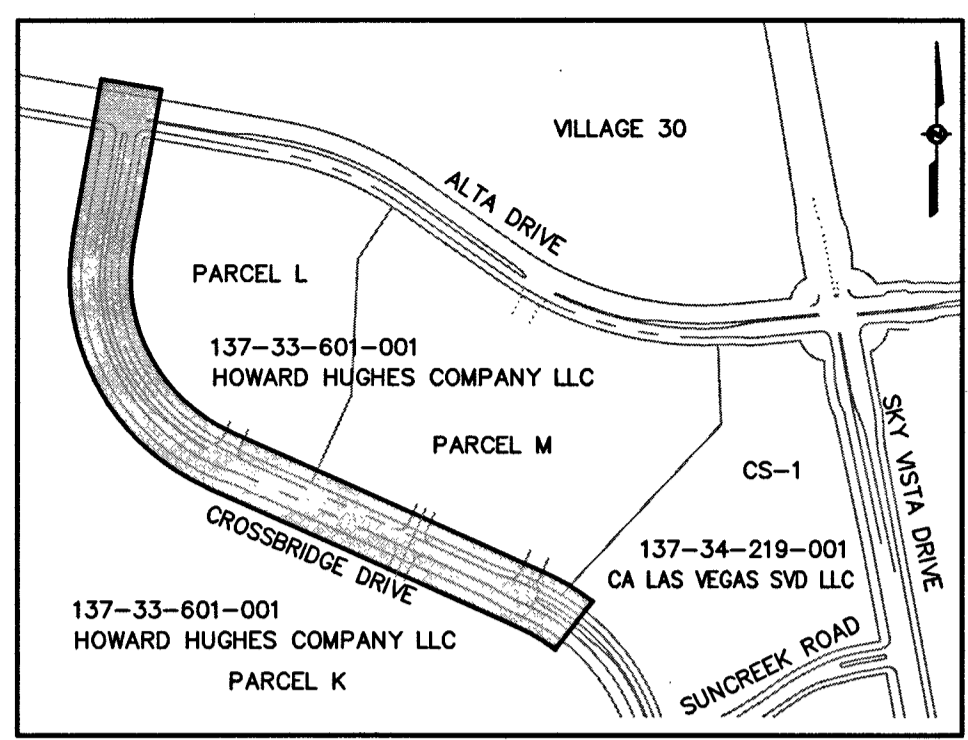 VILLAGE 30
ALTA DRIVE
PARCEL L
137-33-601-001
HOWARD HUGHES COMPANY LLC
PARCEL M
CS-1
SKY VISTA DRIVE
CROSSBRIDGE DRIVE
137-34-219-001
CA LAS VEGAS SVD LLC
137-33-601-001
HOWARD HUGHES COMPANY LLC
PARCEL K
SUNCREEK ROAD